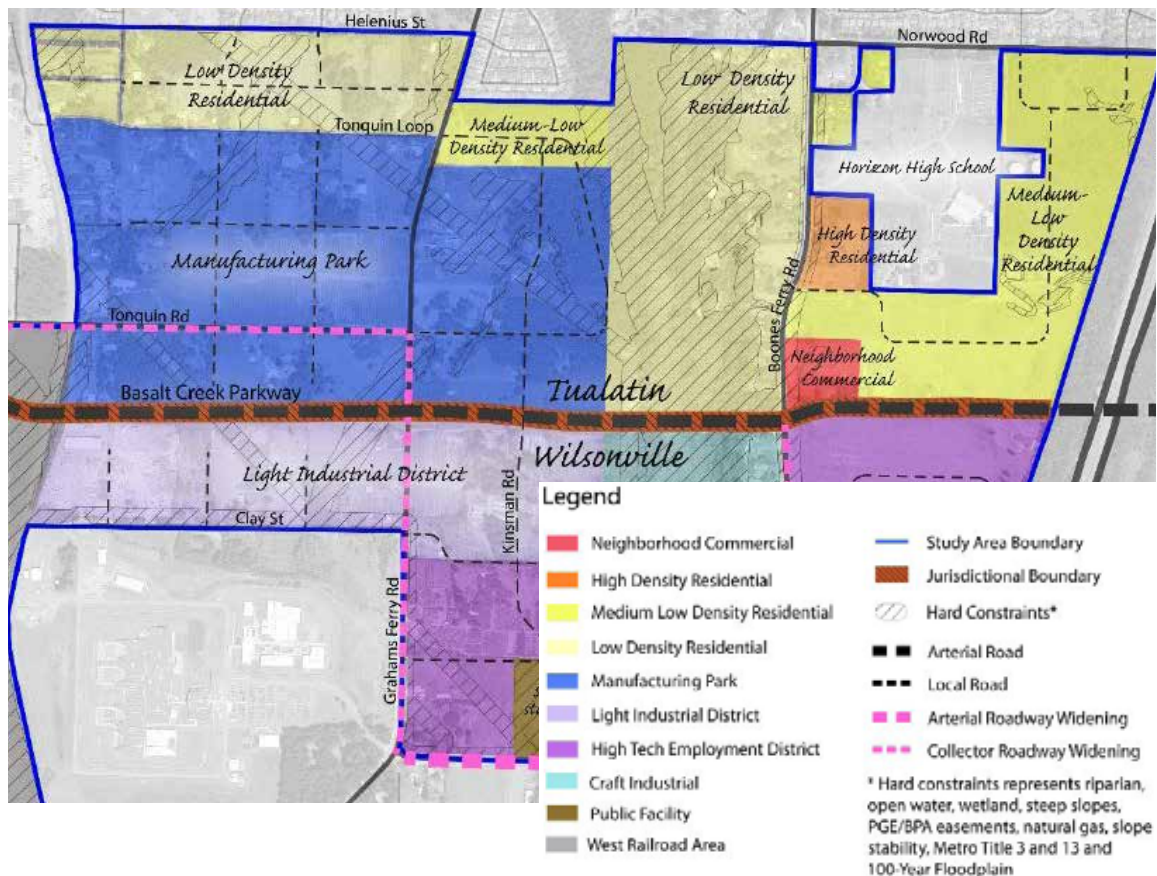 Helenius St
Norwood Rd
Low Density
Residential
Low Density
Residential
Tonquin Loop
Medium-Low
Density Residential
Horizon High School
Medium-
Low
Density
Residential
High Density
Residential
Manufacturing Park
Boones Ferry Rd
Tonquin Rd
Neighborhood
Commercial
Basalt Creek Parkway
Tualatin
Wilsonville
Light Industrial District
Kinsman Rd
Clay St
Grahams Ferry Rd
Legend
Neighborhood Commercial
High Density Residential
Medium Low Density Residential
Low Density Residential
Manufacturing Park
Light Industrial District
High Tech Employment District
Craft Industrial
Public Facility
West Railroad Area
Study Area Boundary
Jurisdictional Boundary
Hard Constraints*
Arterial Road
Local Road
Arterial Roadway Widening
Collector Roadway Widening
* Hard constraints represents riparian,
open water, wetland, steep slopes,
PGE/BPA easements, natural gas, slope
stability, Metro Title 3 and 13 and
100-Year Floodplain